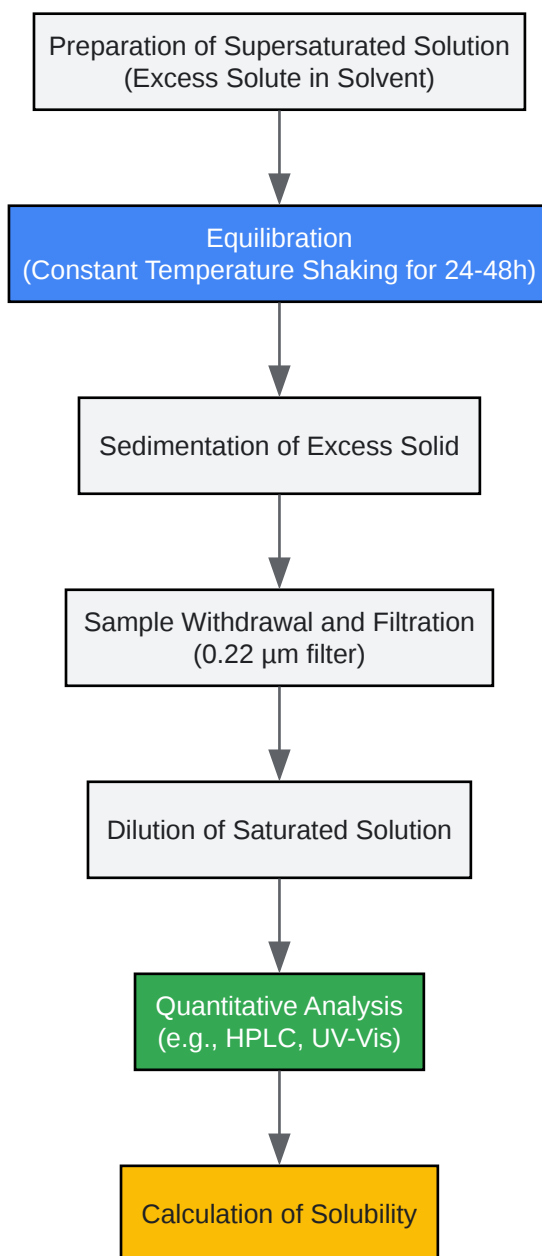 Preparation of Supersaturated Solution
(Excess Solute in Solvent)
Equilibration
(Constant Temperature Shaking for 24-48h)
Sedimentation of Excess Solid
Sample Withdrawal and Filtration
(0.22 µm filter)
Dilution of Saturated Solution
Quantitative Analysis
(e.g., HPLC, UV-Vis)
Calculation of Solubility